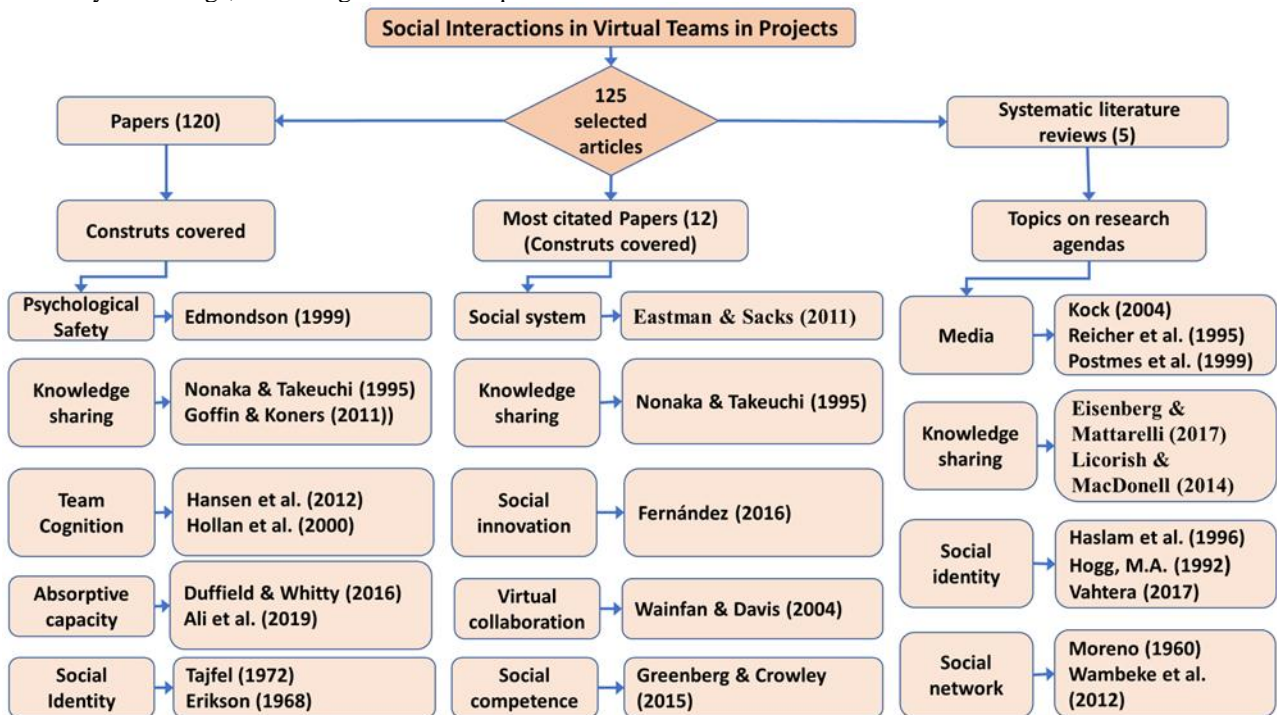 Social Interactions in Virtual Teams in Projects
125
selected
articles
Papers (120)
Construts covered
Psychological
Safety
Edmondson (1999)
Knowledge
sharing
Nonaka & Takeuchi (1995)
Goffin & Koners (2011))
Team
Cognition
Hansen et al. (2012)
Hollan et al. (2000)
Absorptive
capacity
Duffield & Whitty (2016)
Ali et al. (2019)
Social
Identity
Tajfel (1972)
Erikson (1968)
Most citated Papers (12)
(Construts covered)
Social system
Eastman & Sacks (2011)
Knowledge
sharing
Nonaka & Takeuchi (1995)
Social
innovation
Fernández (2016)
Virtual
collaboration
Wainfan & Davis (2004)
Social
competence
Greenberg & Crowley
(2015)
Systematic literature
reviews (5)
Topics on research
agendas
Media
Kock (2004)
Reicher et al. (1995)
Postmes et al. (1999)
Knowledge
sharing
Eisenberg &
Mattarelli (2017)
Licorish &
MacDonell (2014)
Social
identity
Haslam et al. (1996)
Hogg, M.A. (1992)
Vahtera (2017)
Social
network
Moreno (1960)
Wambeke et al.
(2012)